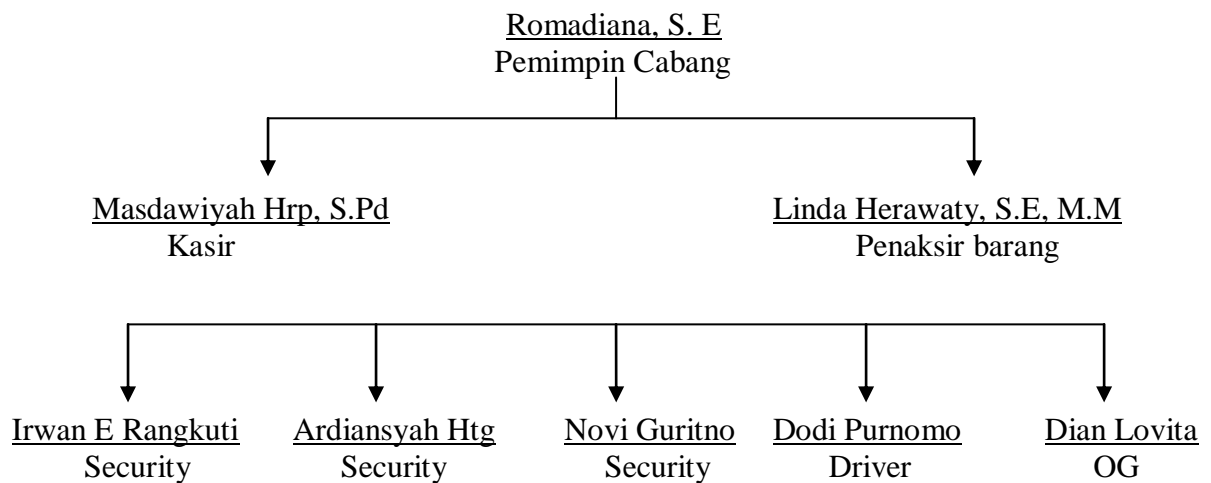 Romadiana, S. E
Pemimpin Cabang
Masdawiyah Hrp, S.Pd
Kasir
Linda Herawaty, S.E, M.M
Penaksir barang
Irwan E Rangkuti
Security
Ardiansyah Htg
Security
Novi Guritno
Security
Dodi Purnomo
Driver
Dian Lovita
OG